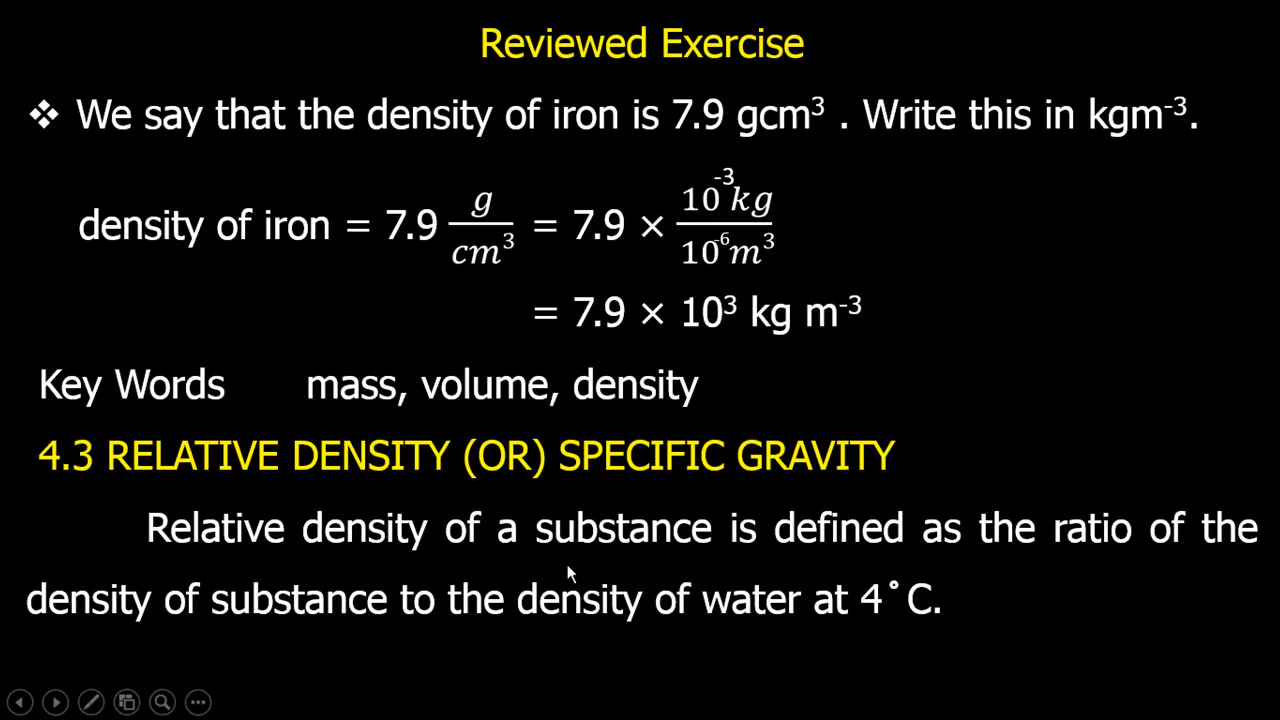 Reviewed Exercise
❖ We say that the density of iron is 7.9 gcm³ . Write this in kgm⁻³.
density of iron = 7.9 g/cm³ = 7.9 × 10⁻³kg/10⁻⁶m³
= 7.9 × 10³ kg m⁻³
Key Words mass, volume, density
4.3 RELATIVE DENSITY (OR) SPECIFIC GRAVITY
Relative density of a substance is defined as the ratio of the
density of substance to the density of water at 4˚C.